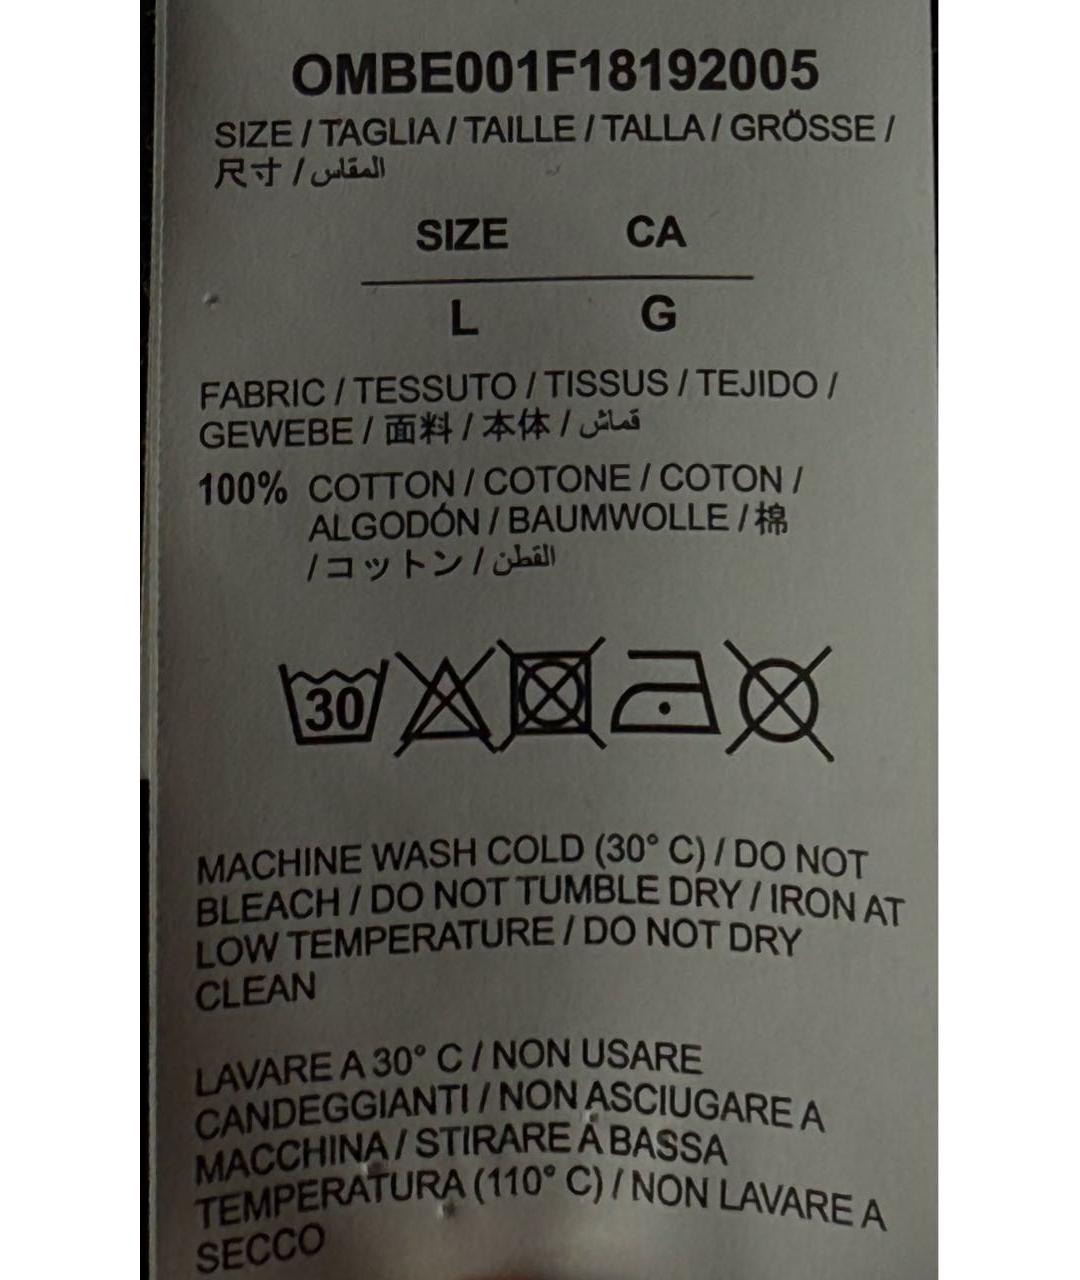 OMBE001F18192005
SIZE / TAGLIA / TAILLE / TALLA / GRÖSSE /
尺寸 / المقاس
SIZE CA
L G
FABRIC / TESSUTO / TISSUS / TEJIDO /
GEWEBE / 面料 / 本体 / قماش
100% COTTON / COTONE / COTON /
ALGODÓN / BAUMWOLLE / 棉
/ コットン / القطن
30
MACHINE WASH COLD (30° C) / DO NOT
BLEACH / DO NOT TUMBLE DRY / IRON AT
LOW TEMPERATURE / DO NOT DRY
CLEAN
LAVARE A 30° C / NON USARE
CANDEGGIANTI / NON ASCIUGARE A
MACCHINA / STIRARE A BASSA
TEMPERATURA (110° C) / NON LAVARE A
SECCO